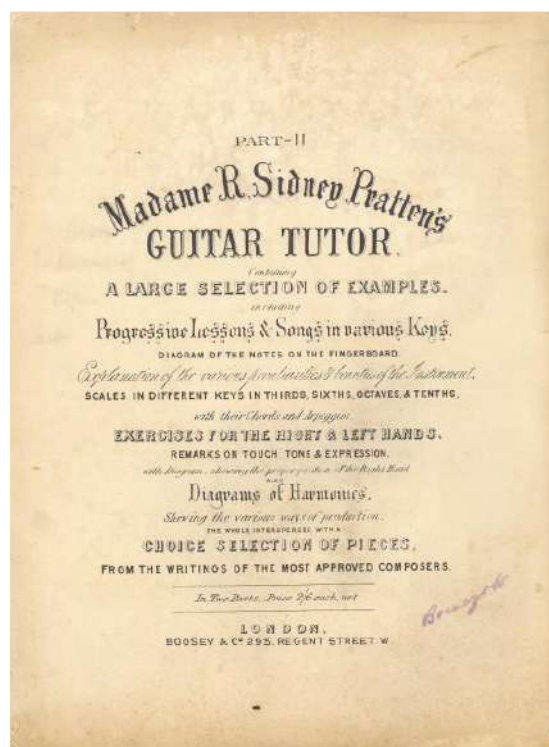 PART-II
Madame R. Sidney Pratten's
GUITAR TUTOR.
Containing
A LARGE SELECTION OF EXAMPLES.
including
Progressive Lessons & Songs in various Keys,
DIAGRAM OF THE NOTES ON THE FINGERBOARD.
Explanation of the various peculiarities & beauties of the Instrument,
SCALES IN DIFFERENT KEYS IN THIRDS, SIXTHS, OCTAVES, & TENTHS,
with their Chords and Arpeggios.
EXERCISES FOR THE RIGHT & LEFT HANDS.
REMARKS ON TOUCH, TONE & EXPRESSION.
with Diagram, shewing the proper position of the Right Hand
ALSO
Diagrams of Harmonics,
Shewing the various ways of production.
THE WHOLE INTERSPERSED WITH A
CHOICE SELECTION OF PIECES,
FROM THE WRITINGS OF THE MOST APPROVED COMPOSERS.
In Two Parts, Price 2/6 each, net
LONDON,
BOOSEY & Co 295, REGENT STREET. W.